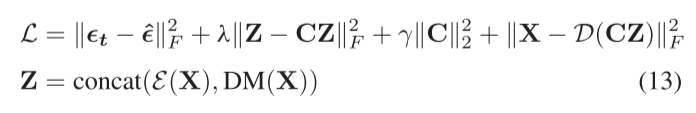 ℒ = ‖ϵ_t − ϵ̂‖²_F + λ‖Z − CZ‖²_F + γ‖C‖²_2 + ‖X − 𝒟(CZ)‖²_F
Z = concat(ℰ(X), DM(X)) (13)